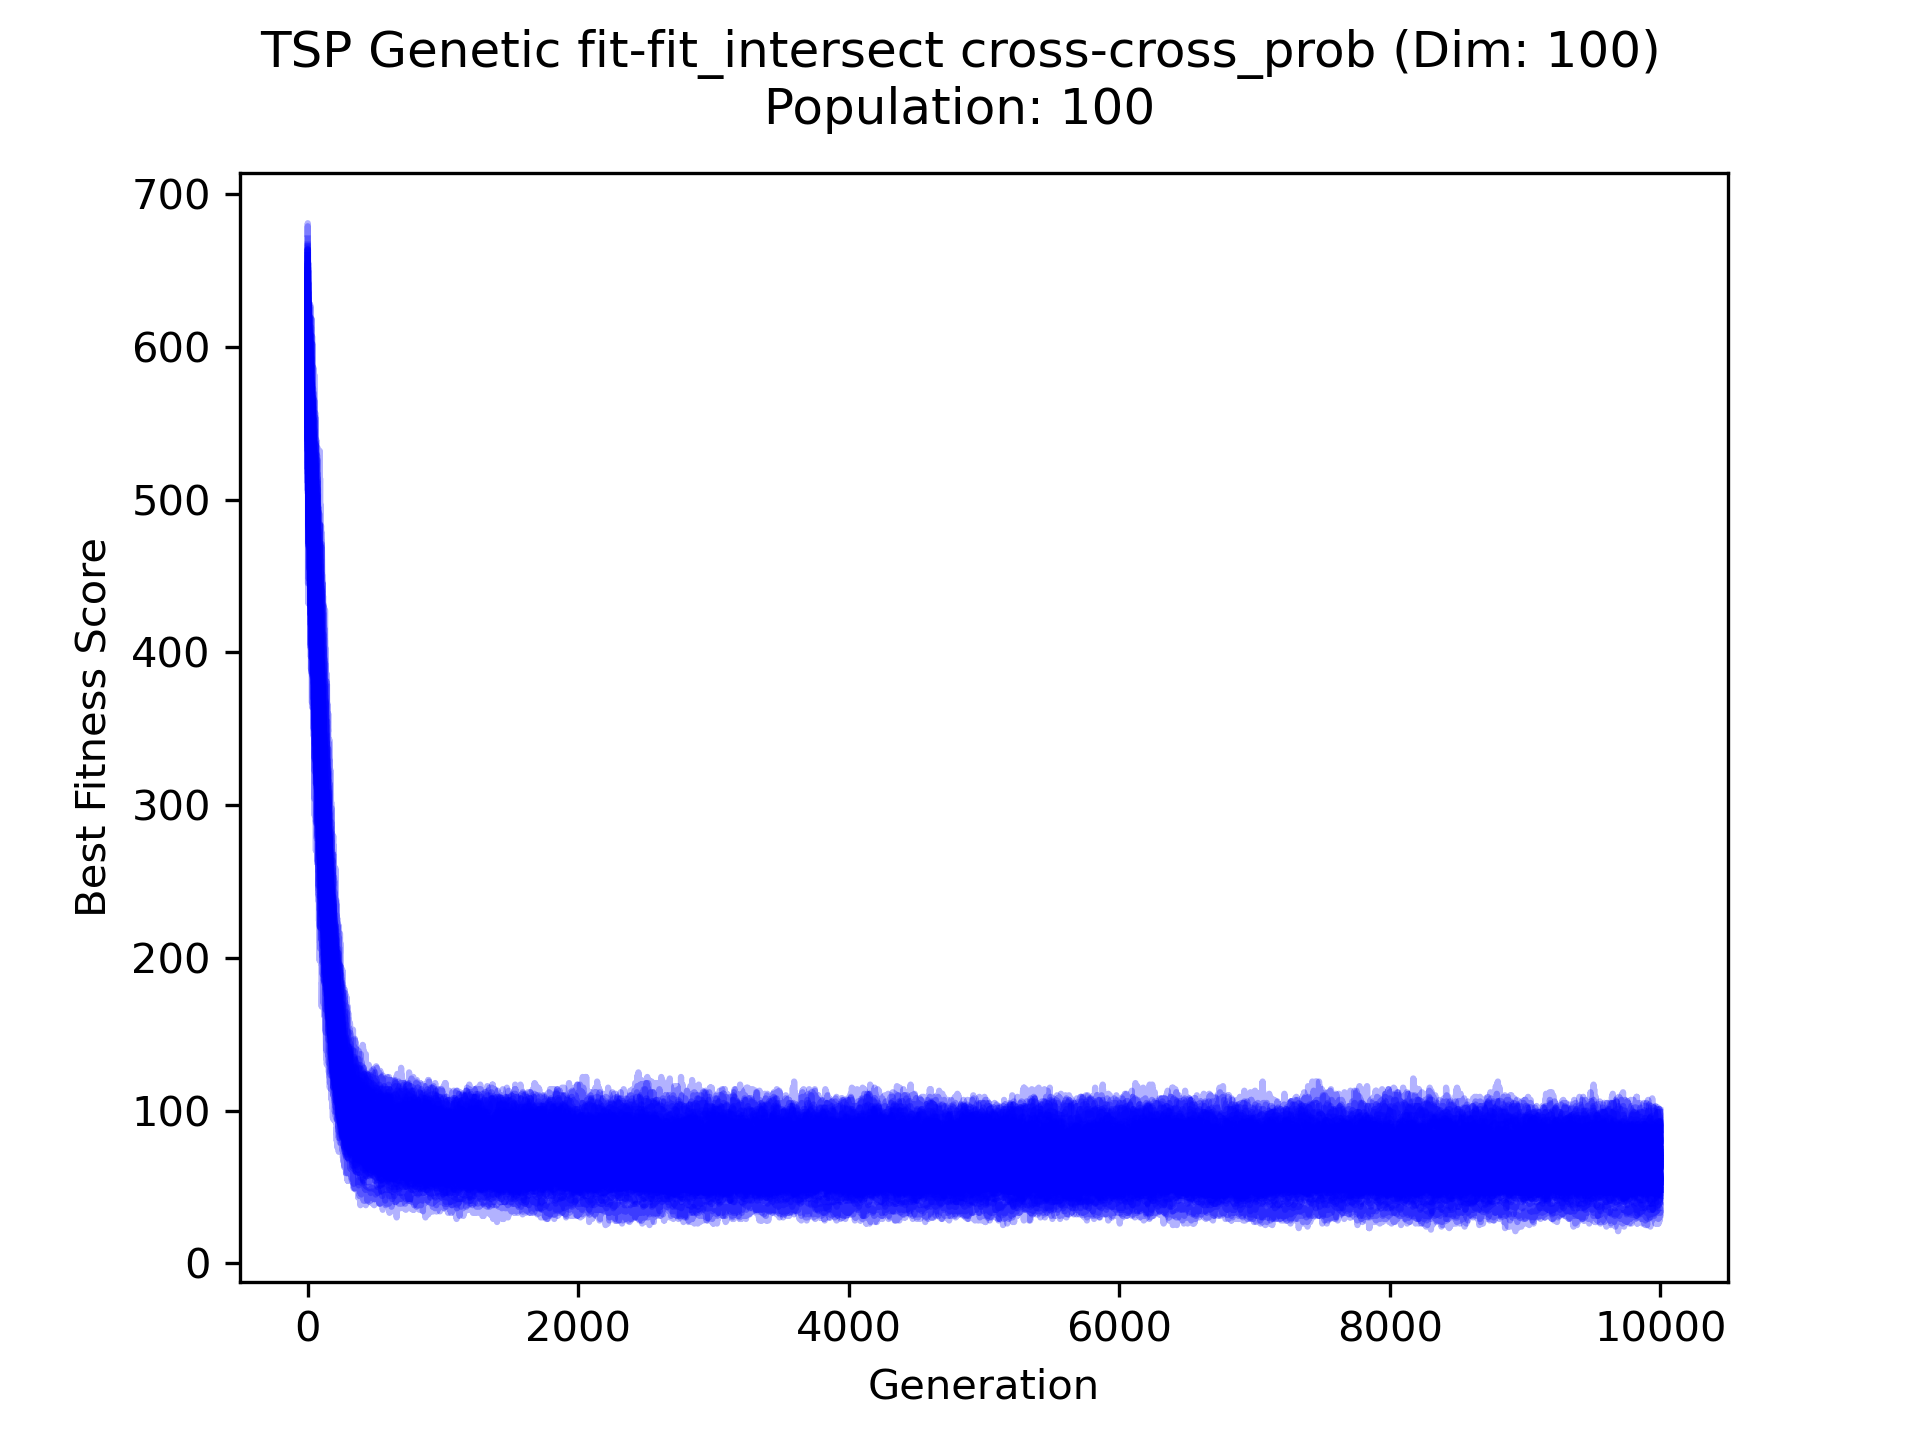 TSP Genetic fit-fit_intersect cross-cross_prob (Dim: 100)
Population: 100
700
600
500
400
300
200
100
0
Best Fitness Score
0 2000 4000 6000 8000 10000
Generation